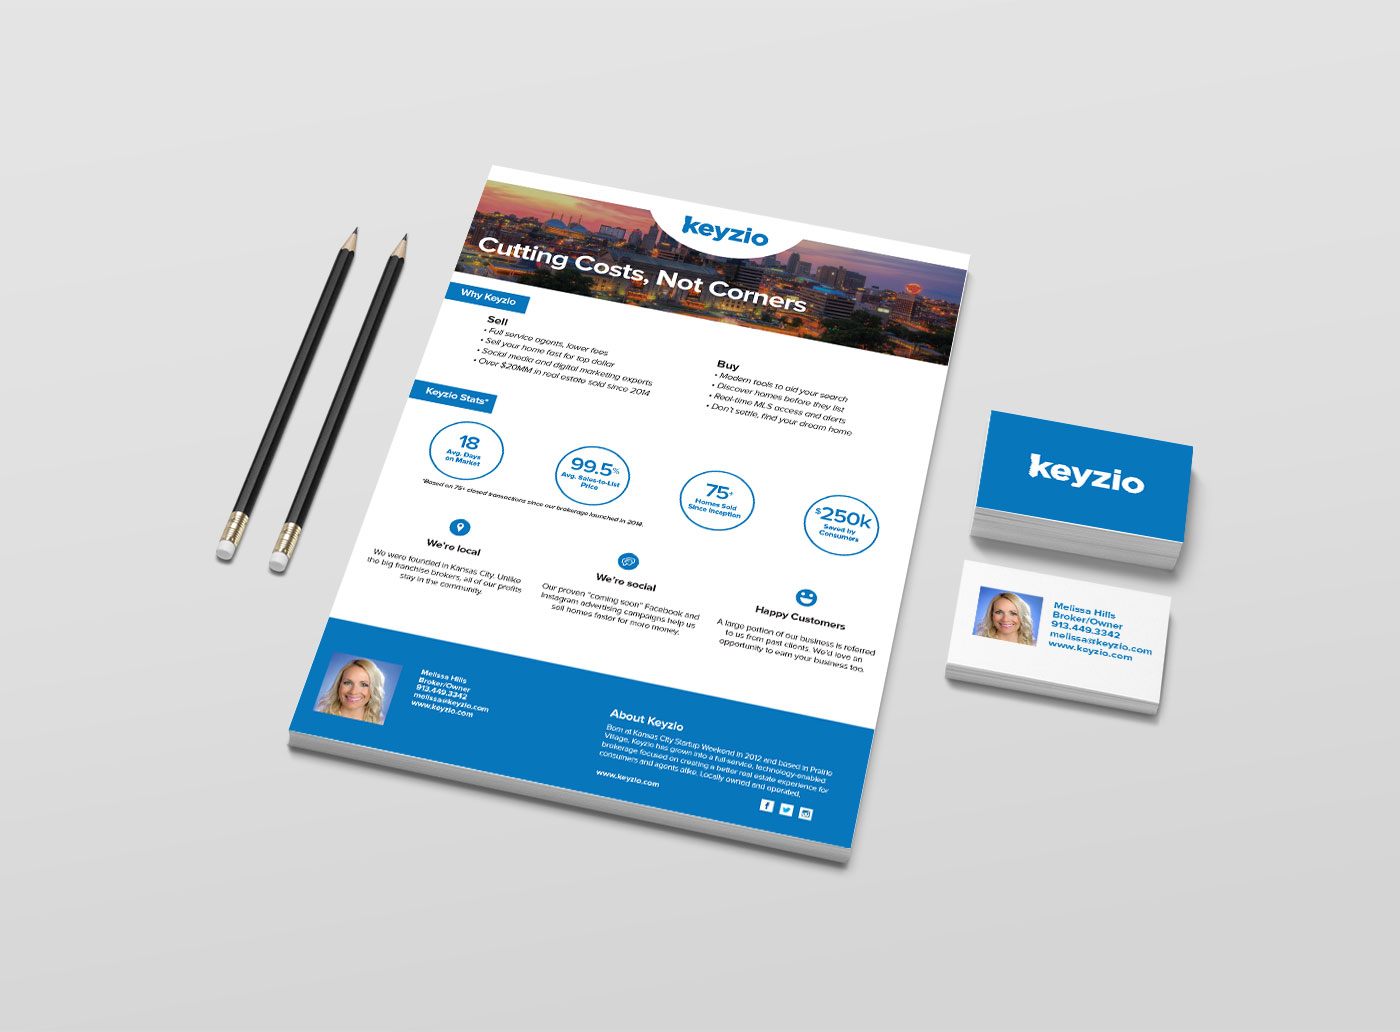 keyzio
Cutting Costs, Not Corners
Why Keyzio
Sell
• Full service agents, lower fees
• Sell your home fast for top dollar
• Social media and digital marketing experts
• Over $20MM in real estate sold since 2014
Buy
• Modern tools to aid your search
• Discover homes before they list
• Real-time MLS access and alerts
• Don't settle, find your dream home
Keyzio Stats*
18
Avg. Days
on Market
99.5%
Avg. Sales-to-List
Price
75+
Homes Sold
Since Inception
$250k
Saved by
Consumers
*Based on 75+ closed transactions since our brokerage launched in 2014.
We're local
We were founded in Kansas City. Unlike
the big franchise brokers, all of our profits
stay in the community.
We're social
Our proven "coming soon" Facebook and
Instagram advertising campaigns help us
sell homes faster for more money.
Happy Customers
A large portion of our business is referred
to us from past clients. We'd love an
opportunity to earn your business too.
Melissa Hills
Broker/Owner
913.449.3342
melissa@keyzio.com
www.keyzio.com
About Keyzio
Born at Kansas City Startup Weekend in 2012 and based in Prairie
Village, Keyzio has grown into a full-service, technology-enabled
brokerage focused on creating a better real estate experience for
consumers and agents alike. Locally owned and operated.
www.keyzio.com
keyzio
Melissa Hills
Broker/Owner
913.449.3342
melissa@keyzio.com
www.keyzio.com